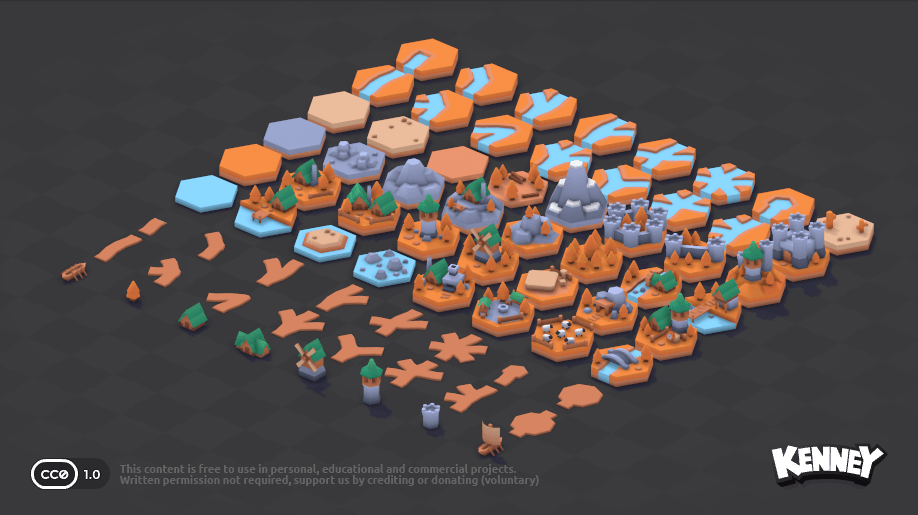 CC0 1.0
This content is free to use in personal, educational and commercial projects.
Written permission not required, support us by crediting or donating (voluntary)
KENNEY